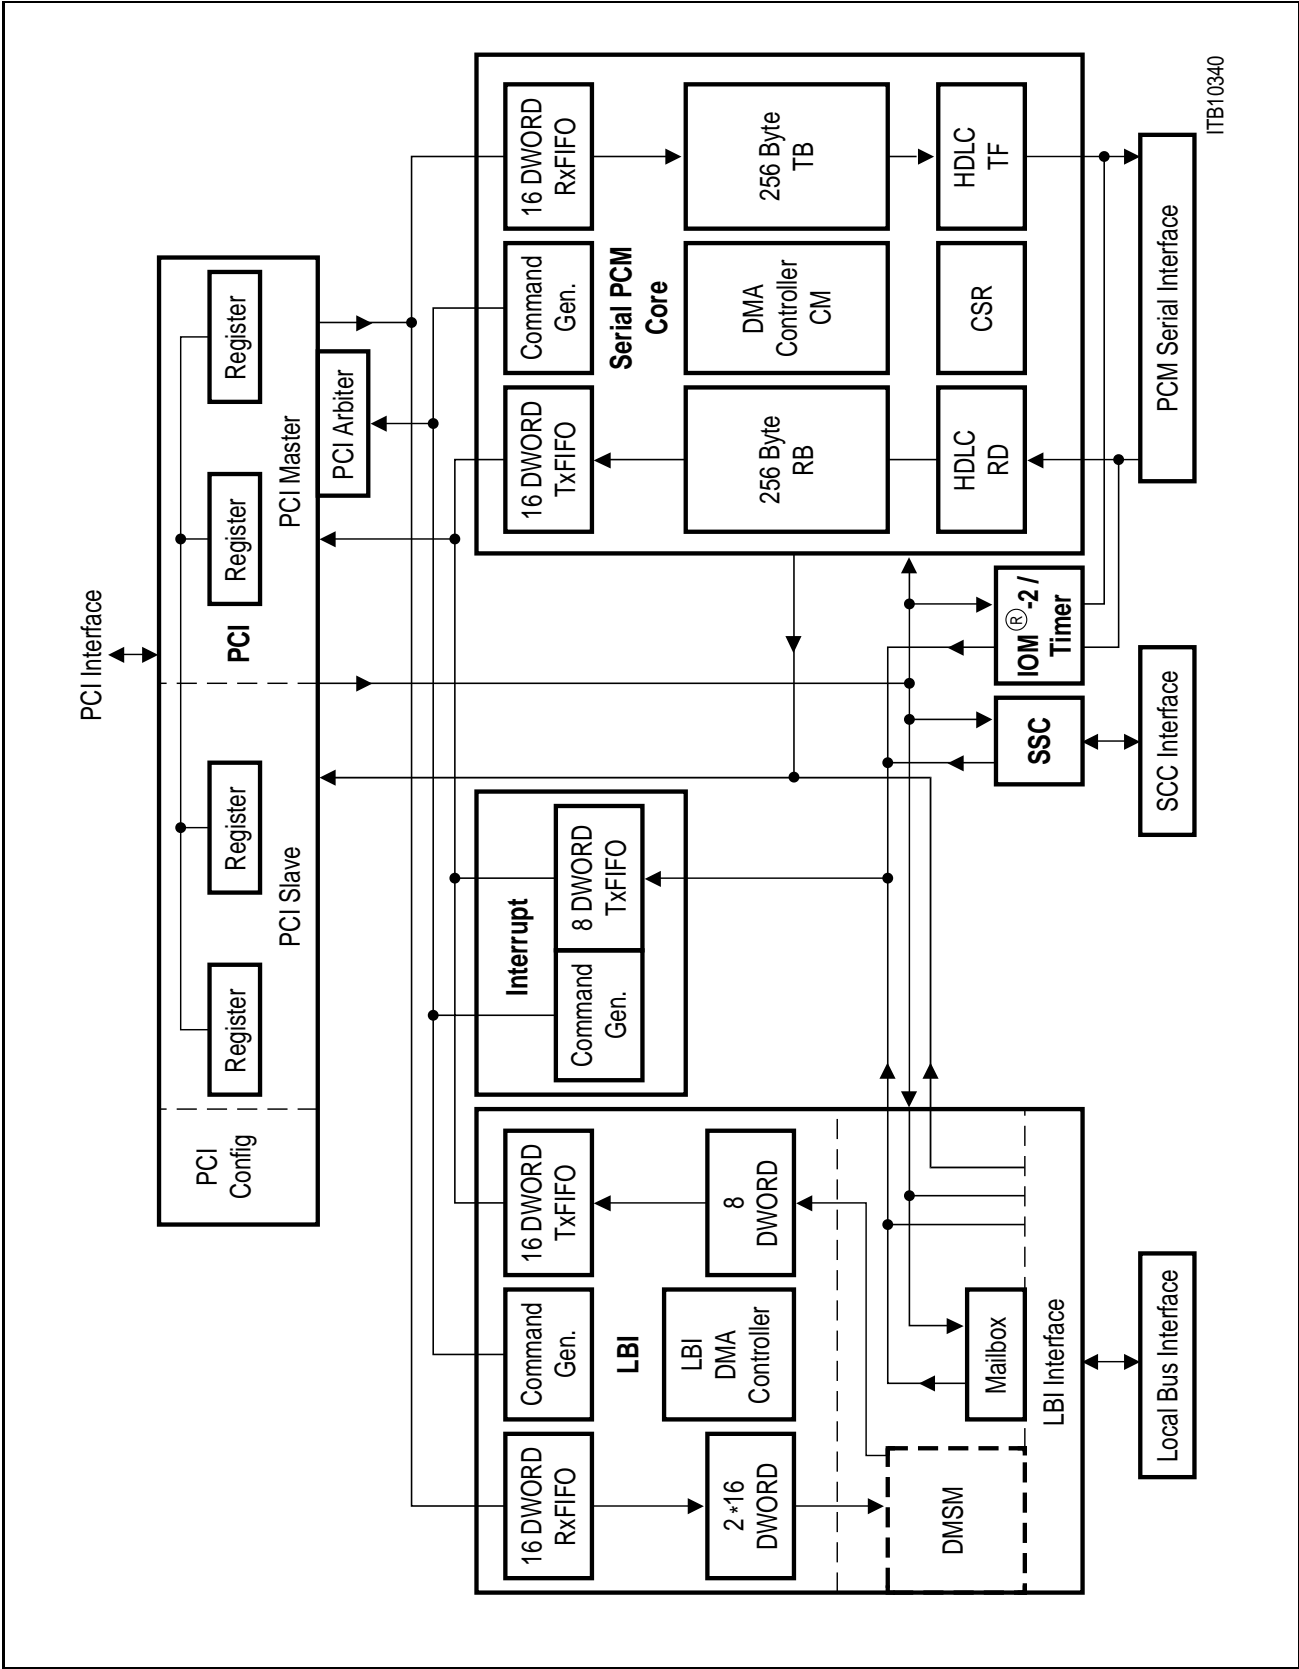 PCI Interface
PCI
Config
Register
Register
Register
Register
PCI Slave
PCI
PCI Master
PCI Arbiter
16 DWORD
RxFIFO
Command
Gen.
16 DWORD
TxFIFO
LBI
2 *16
DWORD
LBI
DMA
Controller
8
DWORD
DMSM
Mailbox
LBI Interface
Local Bus Interface
Interrupt
Command
Gen.
8 DWORD
TxFIFO
SSC
SCC Interface
IOM®-2 /
Timer
16 DWORD
TxFIFO
Command
Gen.
16 DWORD
RxFIFO
Serial PCM
Core
256 Byte
RB
DMA
Controller
CM
256 Byte
TB
HDLC
RD
CSR
HDLC
TF
PCM Serial Interface
ITB10340